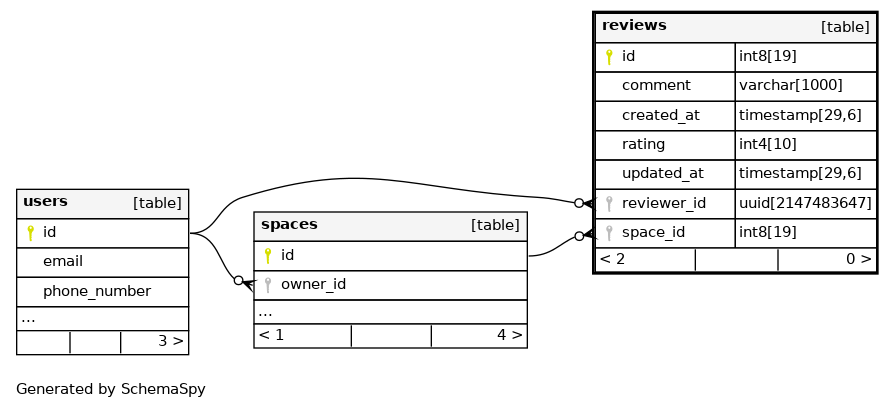 reviews [table]
id int8[19]
comment varchar[1000]
created_at timestamp[29,6]
rating int4[10]
updated_at timestamp[29,6]
reviewer_id uuid[2147483647]
space_id int8[19]
< 2 0 >
users [table]
id
email
phone_number
...
3 >
spaces [table]
id
owner_id
...
< 1 4 >
Generated by SchemaSpy